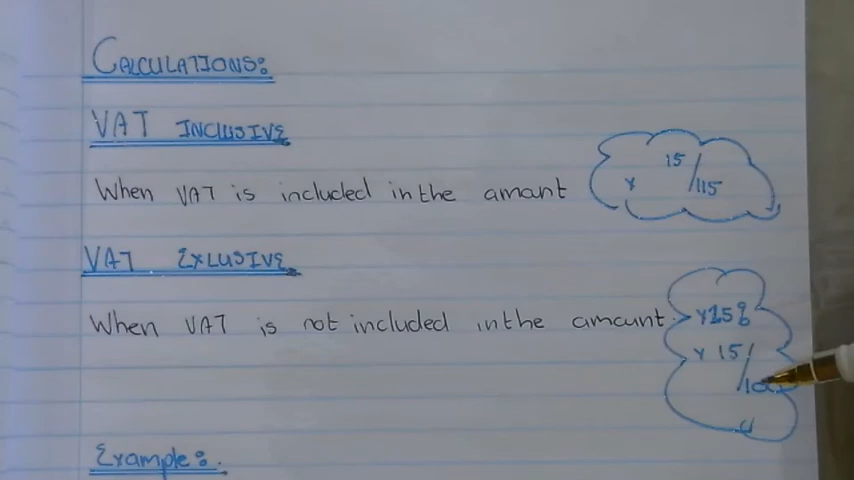 CALCULATIONS:
VAT INCLUSIVE
When VAT is included in the amant
x 15/115
VAT EXLUSIVE
When VAT is not included in the amount.
x15%
x 15/
Example: